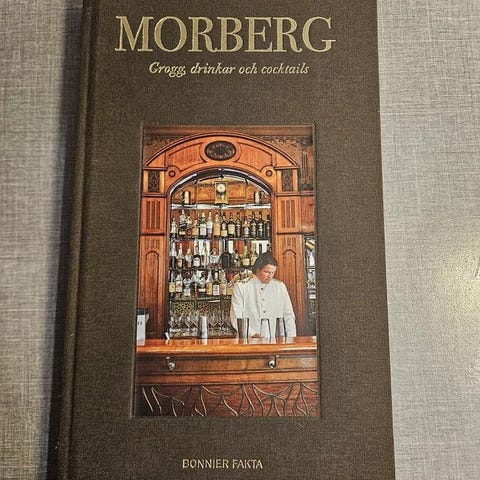 MORBERG
Grogg, drinkar och cocktails
BONNIER FAKTA